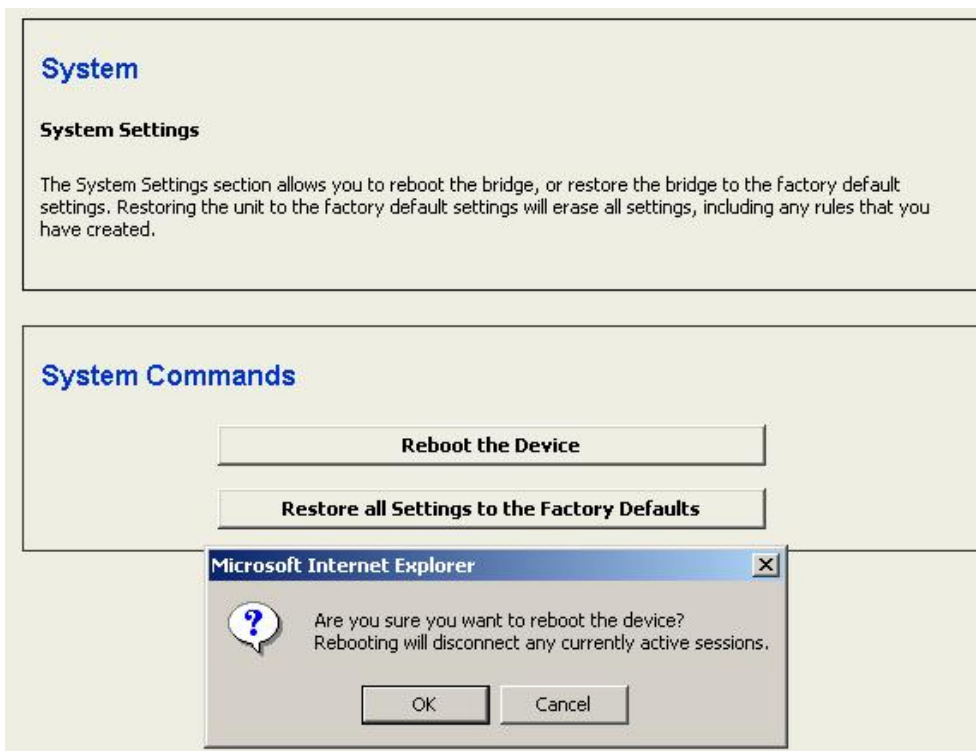 System
System Settings
The System Settings section allows you to reboot the bridge, or restore the bridge to the factory default
settings. Restoring the unit to the factory default settings will erase all settings, including any rules that you
have created.
System Commands
Reboot the Device
Restore all Settings to the Factory Defaults
Microsoft Internet Explorer
Are you sure you want to reboot the device?
Rebooting will disconnect any currently active sessions.
OK Cancel